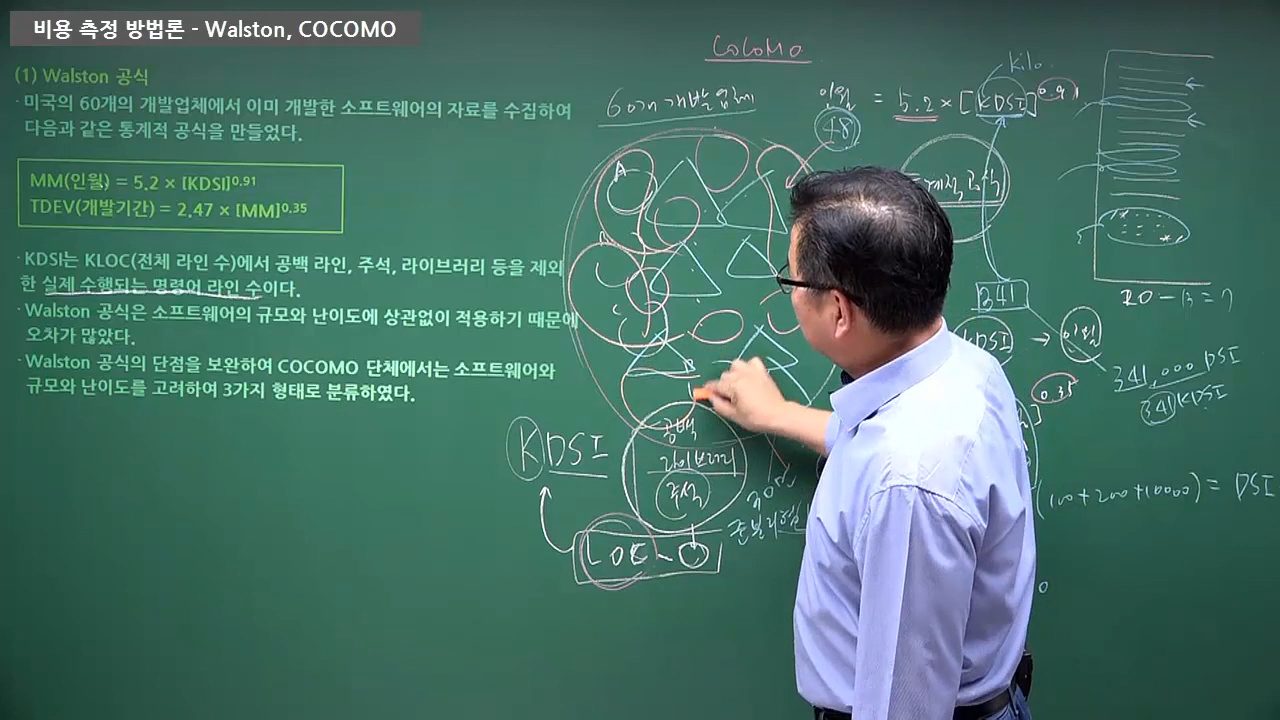 비용 측정 방법론 - Walston, COCOMO
(1) Walston 공식
· 미국의 60개의 개발업체에서 이미 개발한 소프트웨어의 자료를 수집하여
다음과 같은 통계적 공식을 만들었다.
MM(인월) = 5.2 × [KDSI]^0.91
TDEV(개발기간) = 2.47 × [MM]^0.35
· KDSI는 KLOC(전체 라인 수)에서 공백 라인, 주석, 라이브러리 등을 제외
한 실제 수행되는 명령어 라인 수이다.
· Walston 공식은 소프트웨어의 규모와 난이도에 상관없이 적용하기 때문에
오차가 많았다.
· Walston 공식의 단점을 보완하여 COCOMO 단체에서는 소프트웨어와
규모와 난이도를 고려하여 3가지 형태로 분류하였다.
COCOMO
60개 개발업체
인월 = 5.2 × [KDSI]^0.91
Kilo
48
A
계적 공식
341
20 - 13 = 7
KDSI → 인월
341,000 DSI
341 KDSI
] 0.35
공백
라이브러리
주석
KDSI
LOC -
준분리형
(100+200+10000) = DSI